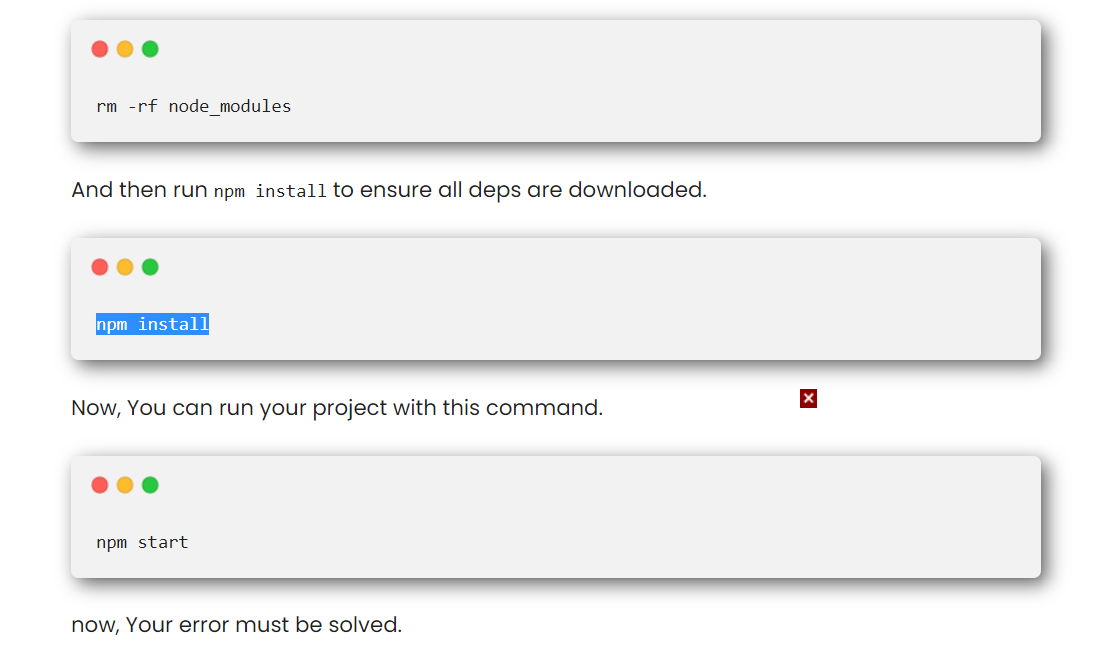 rm -rf node_modules
And then run npm install to ensure all deps are downloaded.
npm install
Now, You can run your project with this command.
npm start
now, Your error must be solved.